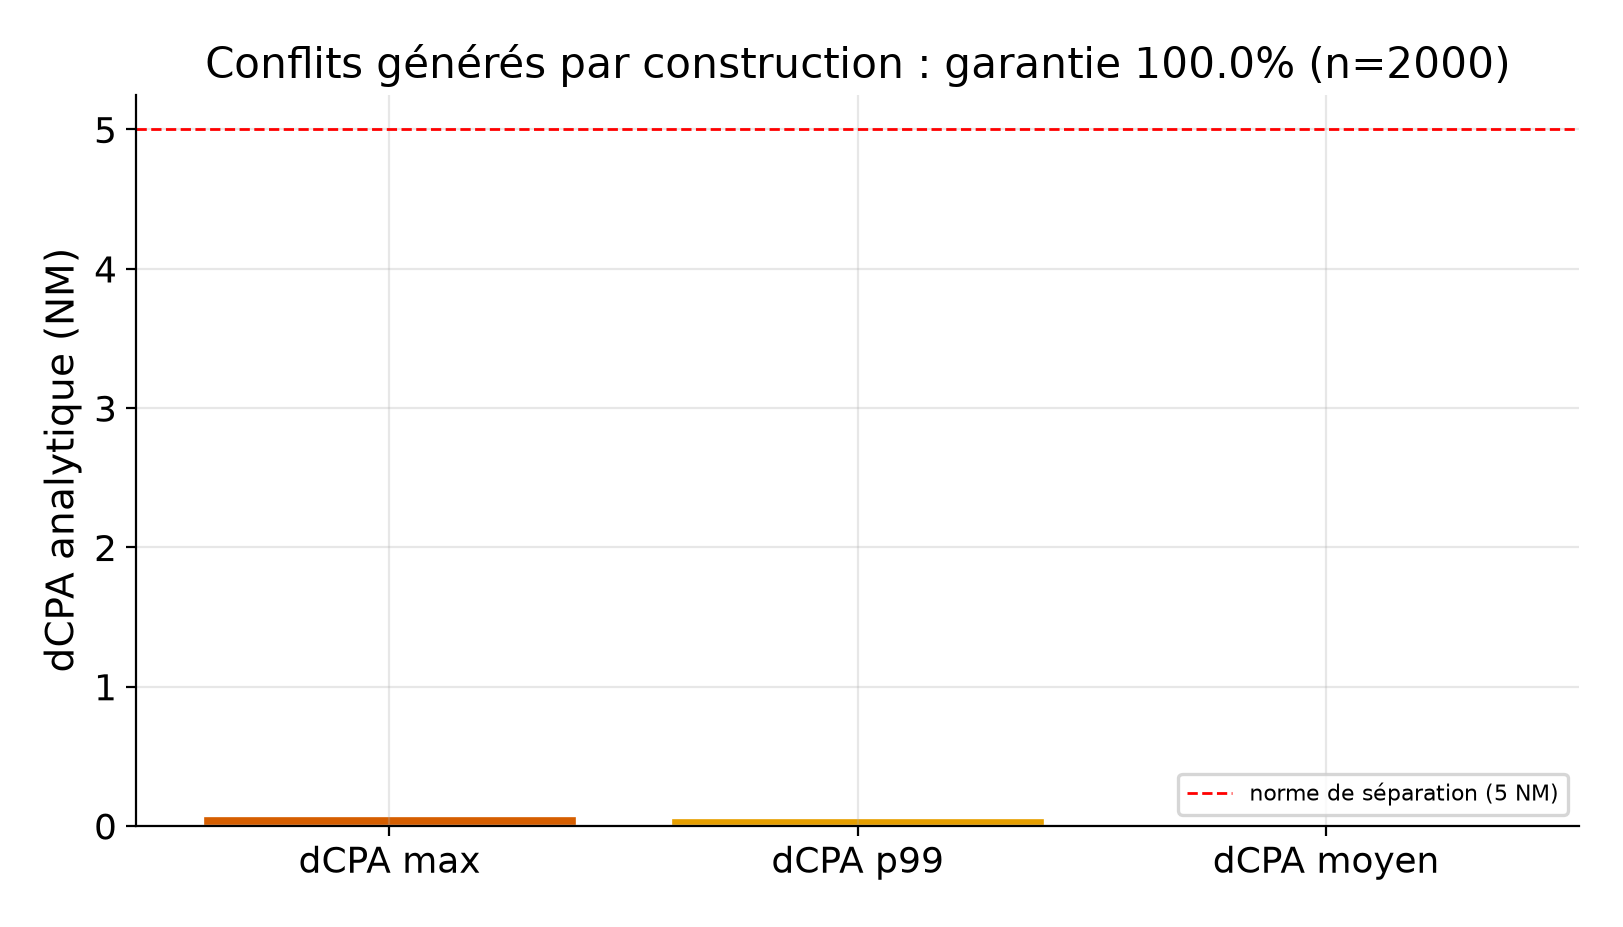 Conflits générés par construction : garantie 100.0% (n=2000)
dCPA analytique (NM)
5
4
3
2
1
0
norme de séparation (5 NM)
dCPA max
dCPA p99
dCPA moyen